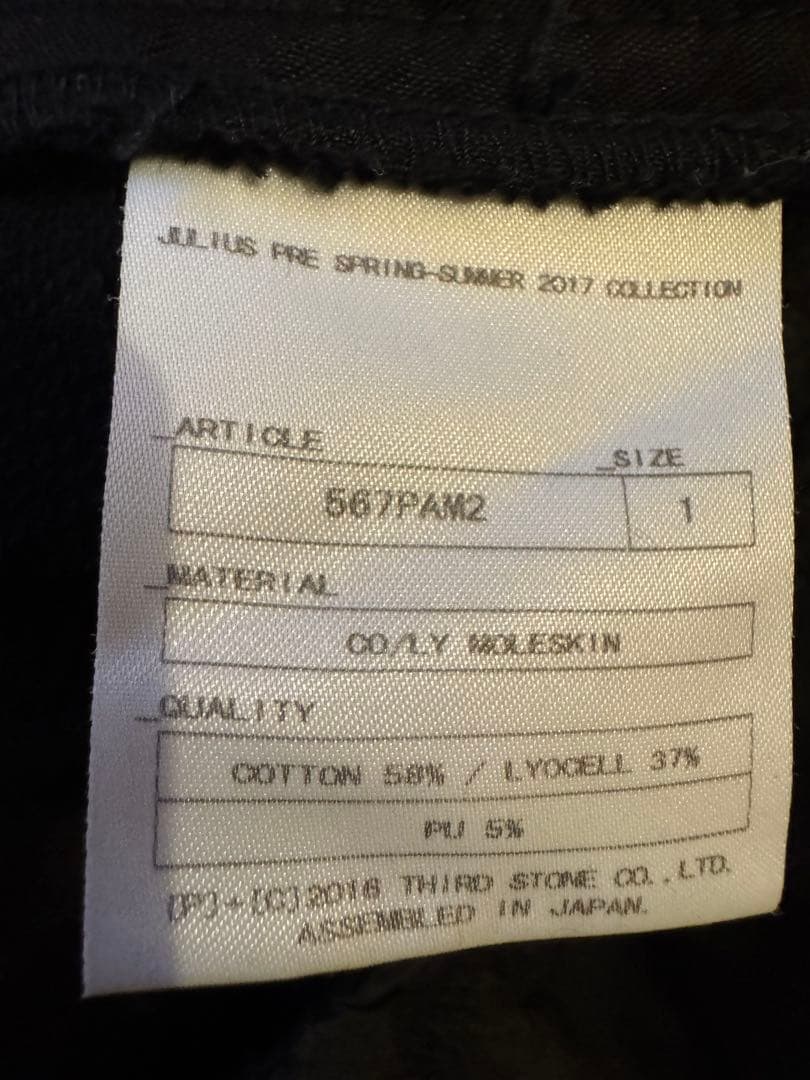 JULIUS PRE SPRING-SUMMER 2017 COLLECTION
_ARTICLE
_SIZE
567PAM2
1
_MATERIAL
CO/LY MOLESKIN
_QUALITY
COTTON 58% / LYOCELL 37%
PU 5%
[P]+[C]2016 THIRD STONE CO.,LTD.
ASSEMBLED IN JAPAN.